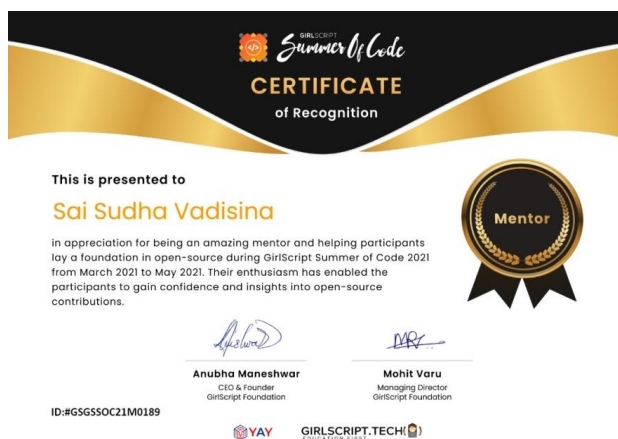 GIRLSCRIPT
Summer Of Code
CERTIFICATE
of Recognition
This is presented to
Sai Sudha Vadisina
Mentor
in appreciation for being an amazing mentor and helping participants
lay a foundation in open-source during GirlScript Summer of Code 2021
from March 2021 to May 2021. Their enthusiasm has enabled the
participants to gain confidence and insights into open-source
contributions.
Anubha Maneshwar
CEO & Founder
GirlScript Foundation
Mohit Varu
Managing Director
GirlScript Foundation
ID:#GSGSSOC21M0189
YAY
GIRLSCRIPT.TECH
EDUCATION FIRST